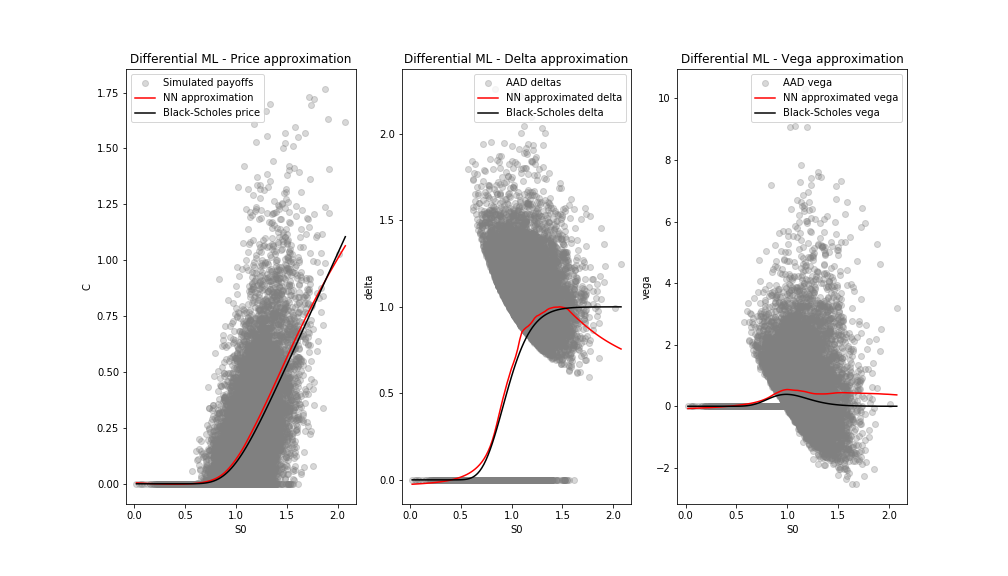 Differential ML - Price approximation
Simulated payoffs
NN approximation
Black-Scholes price
1.75
1.50
1.25
1.00
0.75
0.50
0.25
0.00
C
0.0 0.5 1.0 1.5 2.0
S0
Differential ML - Delta approximation
AAD deltas
NN approximated delta
Black-Scholes delta
2.0
1.5
1.0
0.5
0.0
delta
0.0 0.5 1.0 1.5 2.0
S0
Differential ML - Vega approximation
AAD vega
NN approximated vega
Black-Scholes vega
10
8
6
4
2
0
−2
vega
0.0 0.5 1.0 1.5 2.0
S0